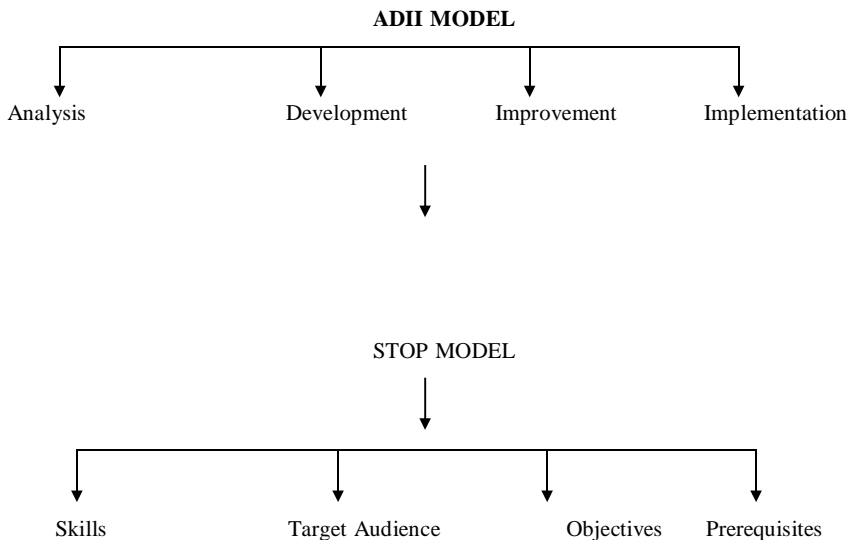 ADII MODEL
Analysis Development Improvement Implementation
STOP MODEL
Skills Target Audience Objectives Prerequisites